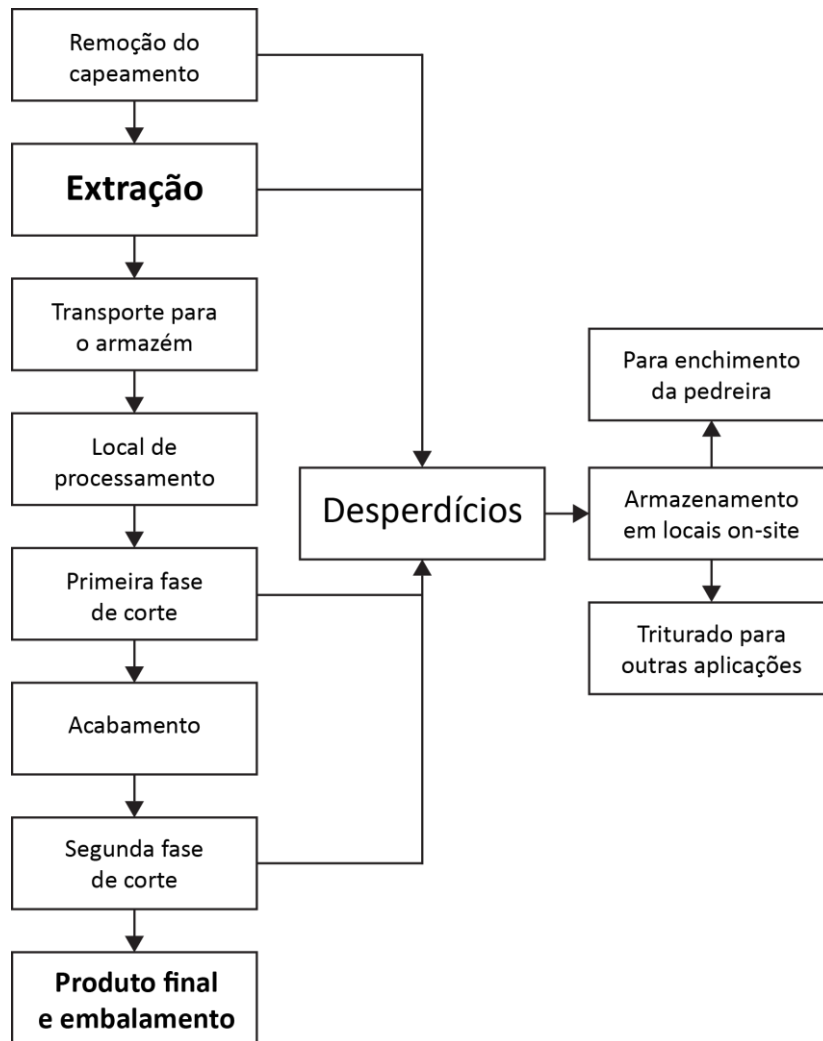 Remoção do
capeamento
Extração
Transporte para
o armazém
Local de
processamento
Primeira fase
de corte
Acabamento
Segunda fase
de corte
Produto final
e embalamento
Desperdícios
Para enchimento
da pedreira
Armazenamento
em locais on-site
Triturado para
outras aplicações